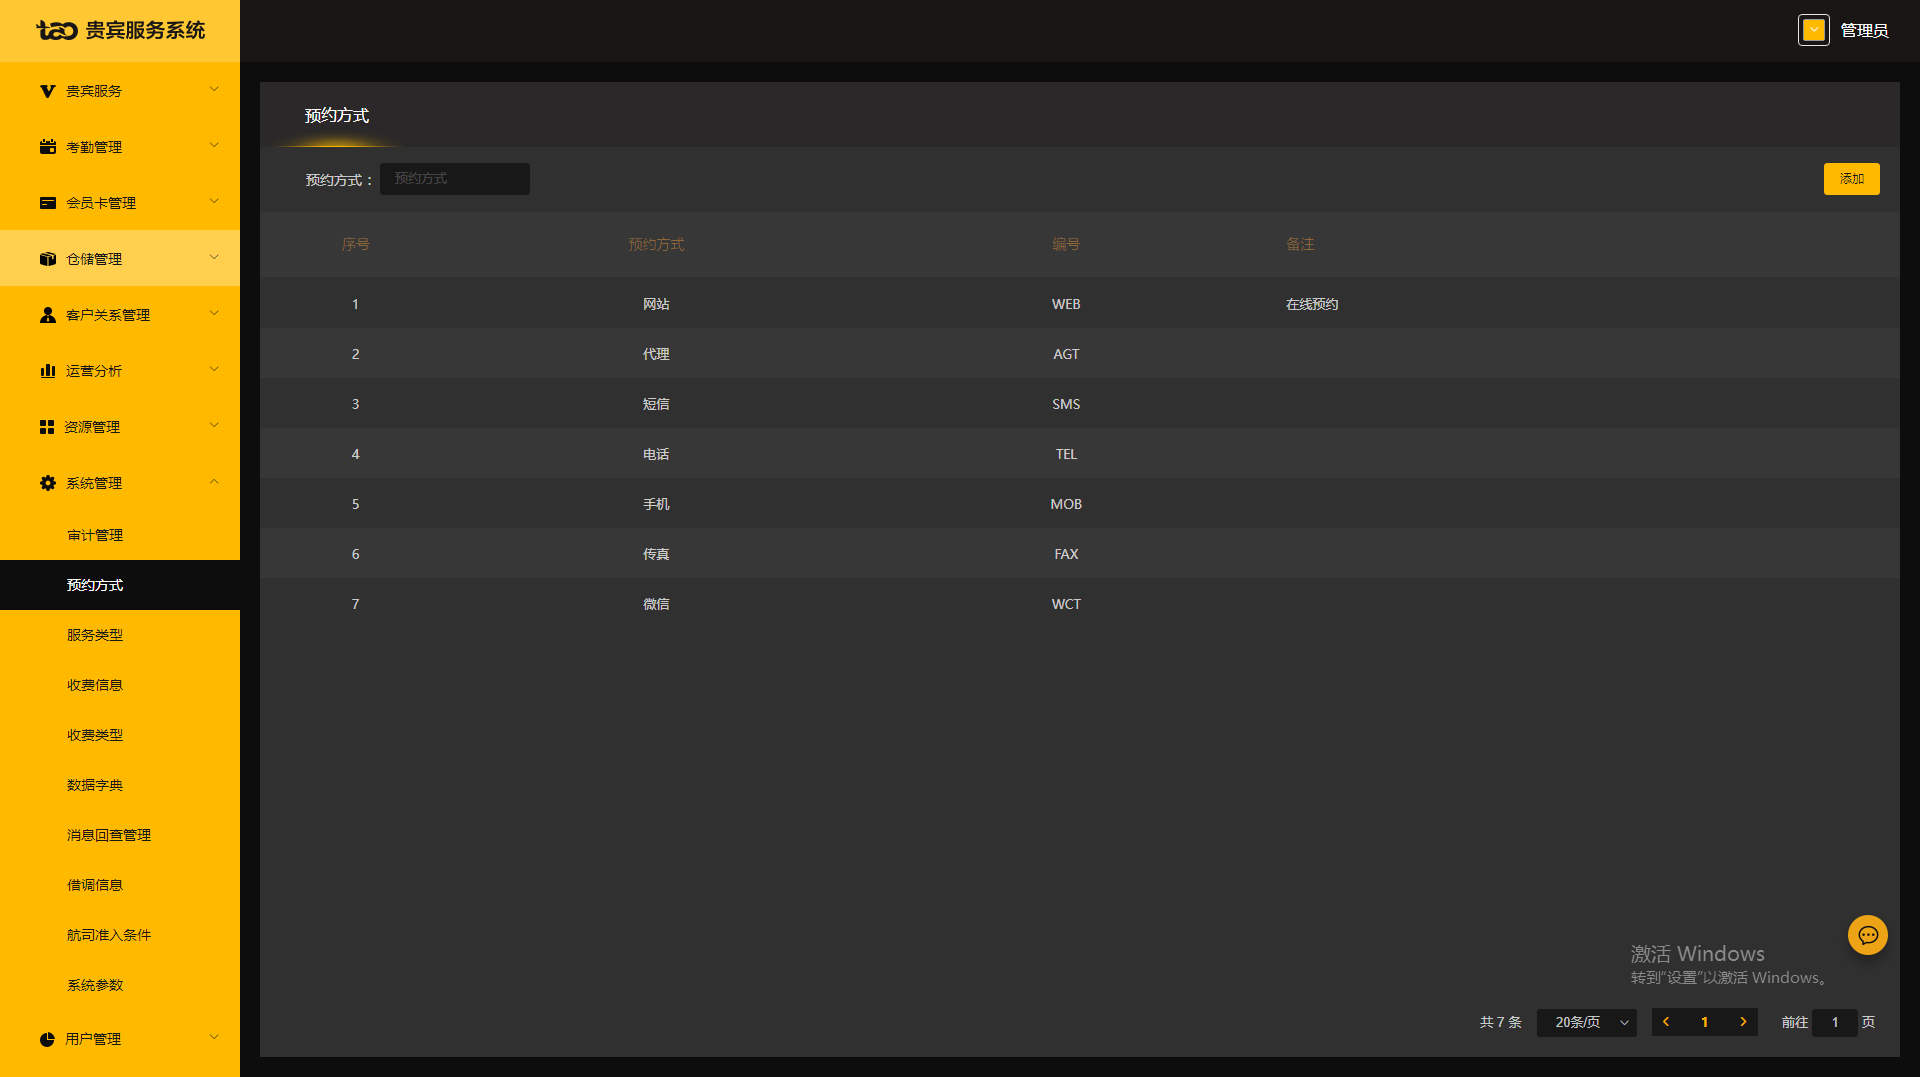 tao 贵宾服务系统
管理员
贵宾服务
考勤管理
会员卡管理
仓储管理
客户关系管理
运营分析
资源管理
系统管理
审计管理
预约方式
服务类型
收费信息
收费类型
数据字典
消息回查管理
借调信息
航司准入条件
系统参数
用户管理
预约方式
预约方式： 预约方式 添加
序号 预约方式 编号 备注
1 网站 WEB 在线预约
2 代理 AGT
3 短信 SMS
4 电话 TEL
5 手机 MOB
6 传真 FAX
7 微信 WCT
激活 Windows
转到“设置”以激活 Windows。
共 7 条 20条/页 1 前往 1 页